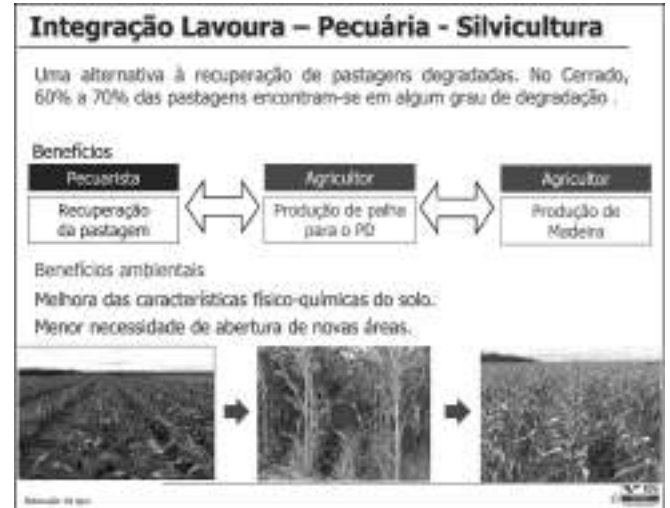 Integração Lavoura – Pecuária - Silvicultura
Uma alternativa à recuperação de pastagens degradadas. No Cerrado,
60% a 70% das pastagens encontram-se em algum grau de degradação .
Benefícios
Pecuarista
Agricultor
Agricultor
Recuperação
da pastagem
Produção de palha
para o PD
Produção de
Madeira
Benefícios ambientais
Melhora das características físico-químicas do solo.
Menor necessidade de abertura de novas áreas.